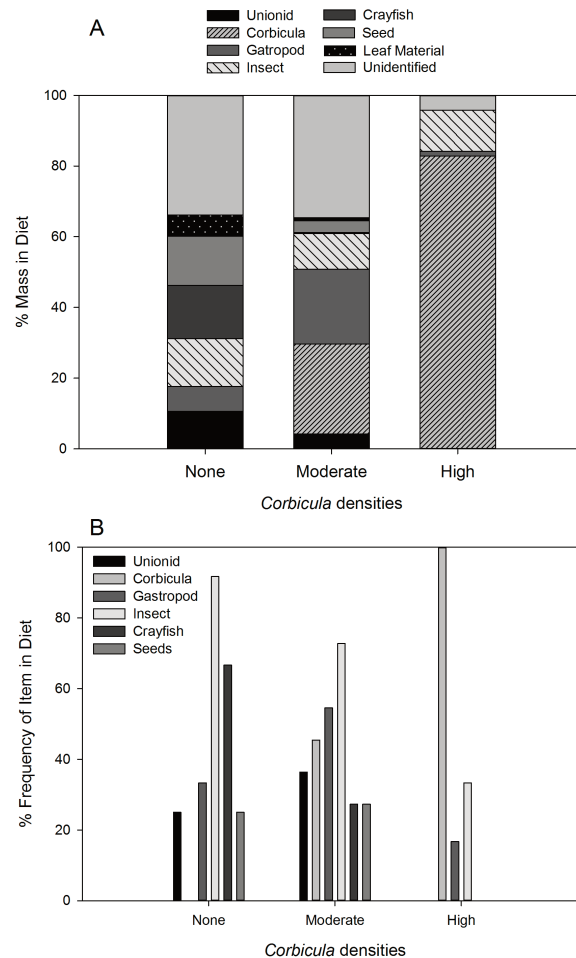 A
Unionid
Corbicula
Gatropod
Insect
Crayfish
Seed
Leaf Material
Unidentified
100
80
60
40
20
0
% Mass in Diet
None Moderate High
Corbicula densities
B
Unionid
Corbicula
Gastropod
Insect
Crayfish
Seeds
100
80
60
40
20
0
% Frequency of Item in Diet
None Moderate High
Corbicula densities